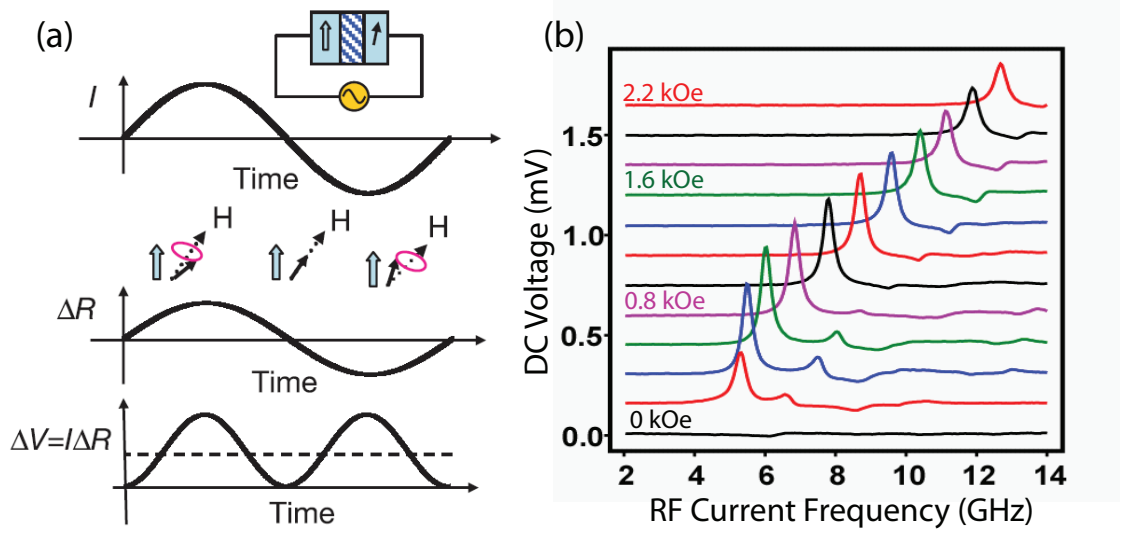 (a)
I
Time
H
H
H
ΔR
Time
ΔV=IΔR
Time
(b)
DC Voltage (mV)
1.5
1.0
0.5
0.0
2.2 kOe
1.6 kOe
0.8 kOe
0 kOe
2 4 6 8 10 12 14
RF Current Frequency (GHz)